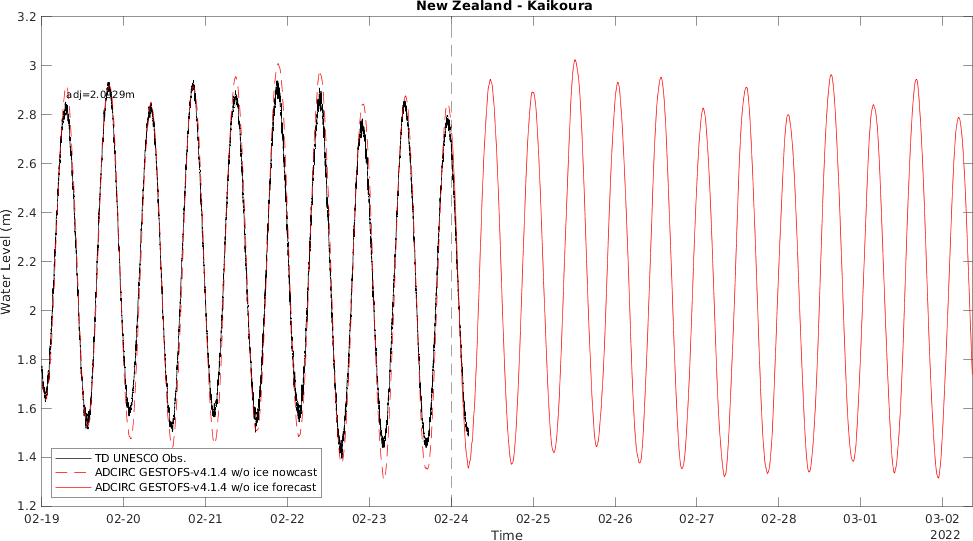 New Zealand - Kaikoura
3.2
3
2.8
2.6
2.4
2.2
2
1.8
1.6
1.4
1.2
Water Level (m)
adj=2.0929m
TD UNESCO Obs.
ADCIRC GESTOFS-v4.1.4 w/o ice nowcast
ADCIRC GESTOFS-v4.1.4 w/o ice forecast
02-19 02-20 02-21 02-22 02-23 02-24 02-25 02-26 02-27 02-28 03-01 03-02
Time
2022